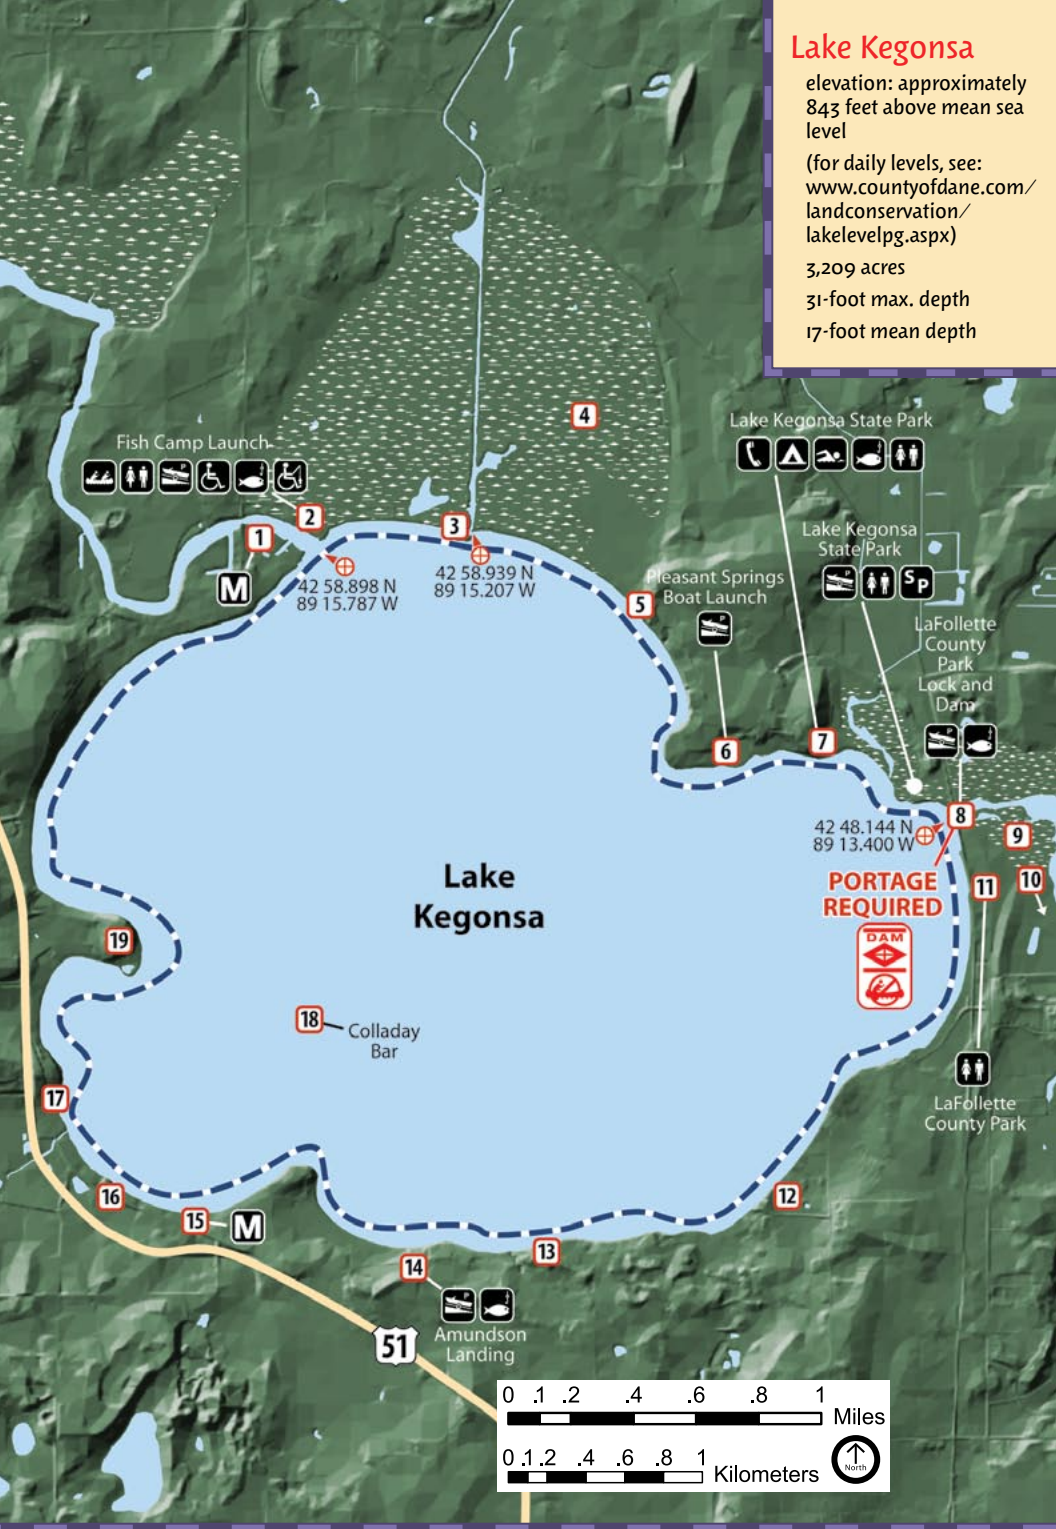 Lake Kegonsa
elevation: approximately
843 feet above mean sea
level
(for daily levels, see:
www.countyofdane.com/
landconservation/
lakelevelpg.aspx)
3,209 acres
31-foot max. depth
17-foot mean depth
4
Lake Kegonsa State Park
Fish Camp Launch
P
2
1
3
M
42 58.898 N
89 15.787 W
42 58.939 N
89 15.207 W
Lake Kegonsa
State Park
P
S
P
5
Pleasant Springs
Boat Launch
P
LaFollette
County
Park
Lock and
Dam
P
6
7
8
42 48.144 N
89 13.400 W
9
10
11
PORTAGE
REQUIRED
DAM
Lake
Kegonsa
19
18
Colladay
Bar
17
LaFollette
County Park
16
15
M
12
13
14
P
Amundson
Landing
51
0 .1 .2 .4 .6 .8 1
Miles
0 .1 .2 .4 .6 .8 1
Kilometers
North